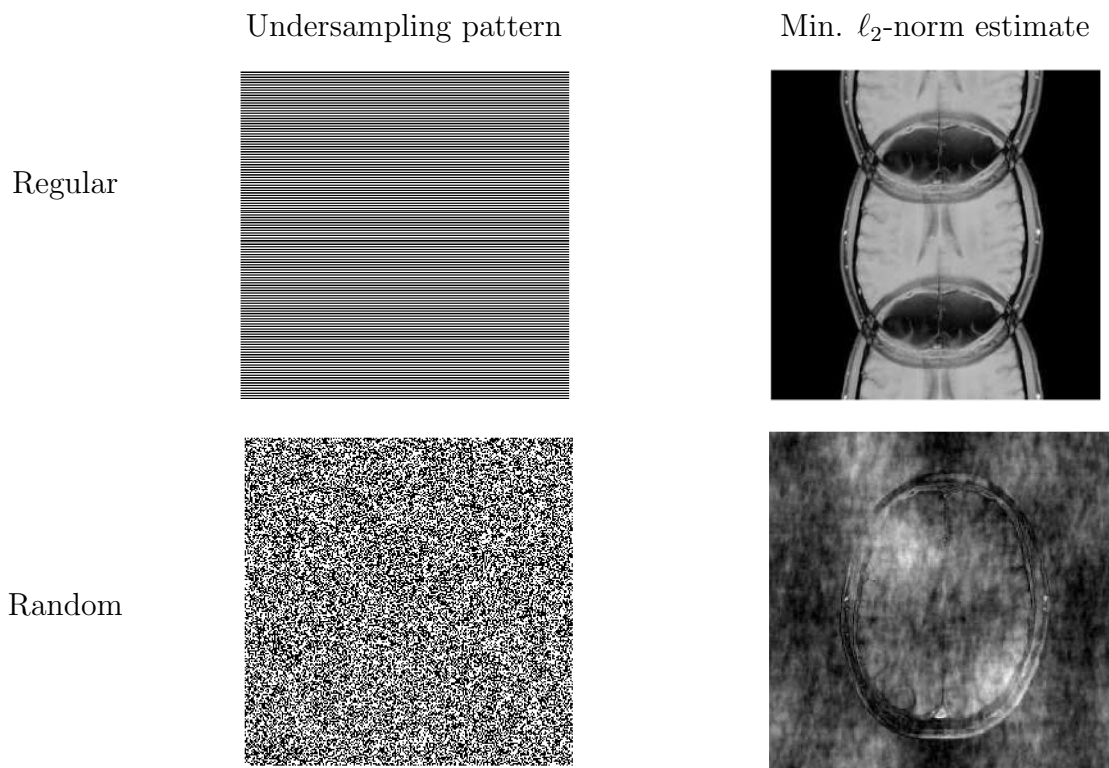 Undersampling pattern
Min. ℓ₂-norm estimate
Regular
Random